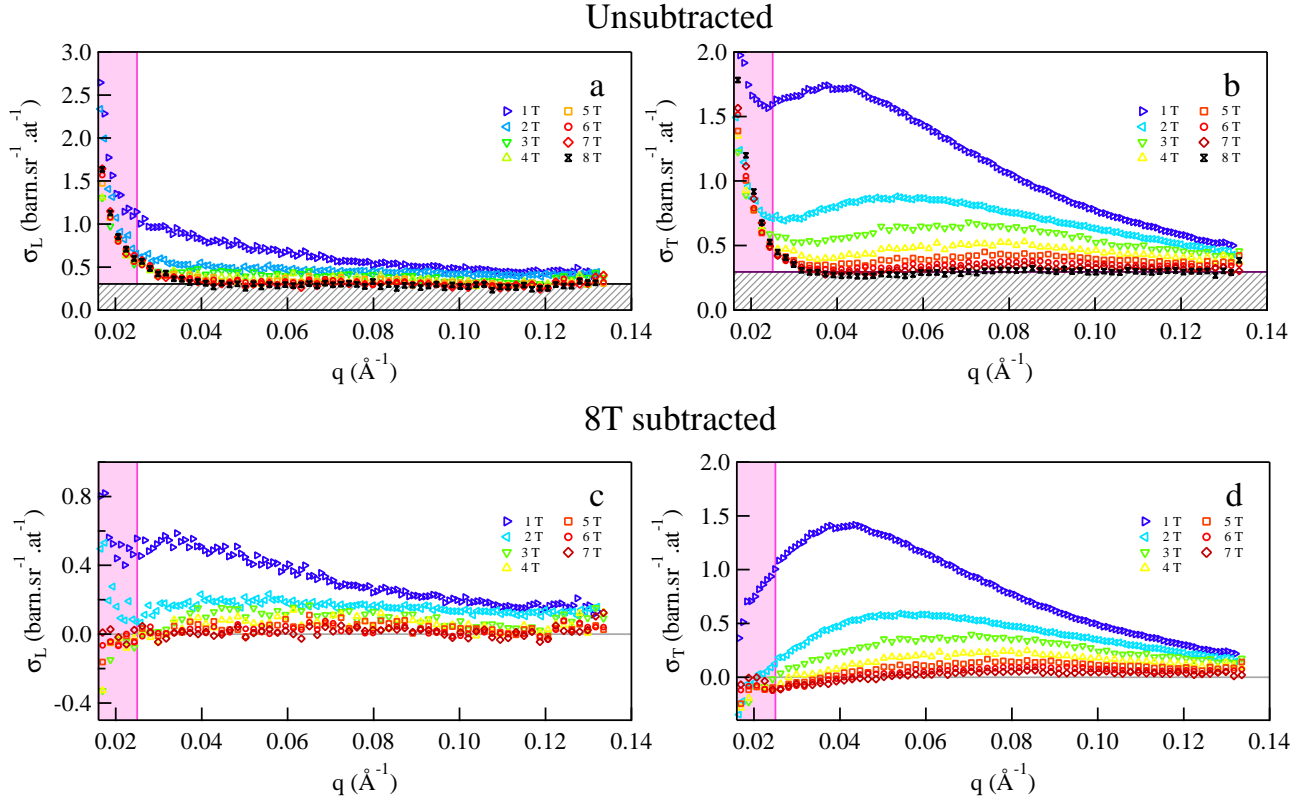 Unsubtracted
a
σL (barn.sr-1.at-1)
3.0
2.5
2.0
1.5
1.0
0.5
0.0
1 T
2 T
3 T
4 T
5 T
6 T
7 T
8 T
0.02 0.04 0.06 0.08 0.10 0.12 0.14
q (Å-1)
b
σT (barn.sr-1.at-1)
2.0
1.5
1.0
0.5
0.0
1 T
2 T
3 T
4 T
5 T
6 T
7 T
8 T
0.02 0.04 0.06 0.08 0.10 0.12 0.14
q (Å-1)
8T subtracted
c
σL (barn.sr-1.at-1)
0.8
0.4
0.0
-0.4
1 T
2 T
3 T
4 T
5 T
6 T
7 T
0.02 0.04 0.06 0.08 0.10 0.12 0.14
q (Å-1)
d
σT (barn.sr-1.at-1)
2.0
1.5
1.0
0.5
0.0
1 T
2 T
3 T
4 T
5 T
6 T
7 T
0.02 0.04 0.06 0.08 0.10 0.12 0.14
q (Å-1)